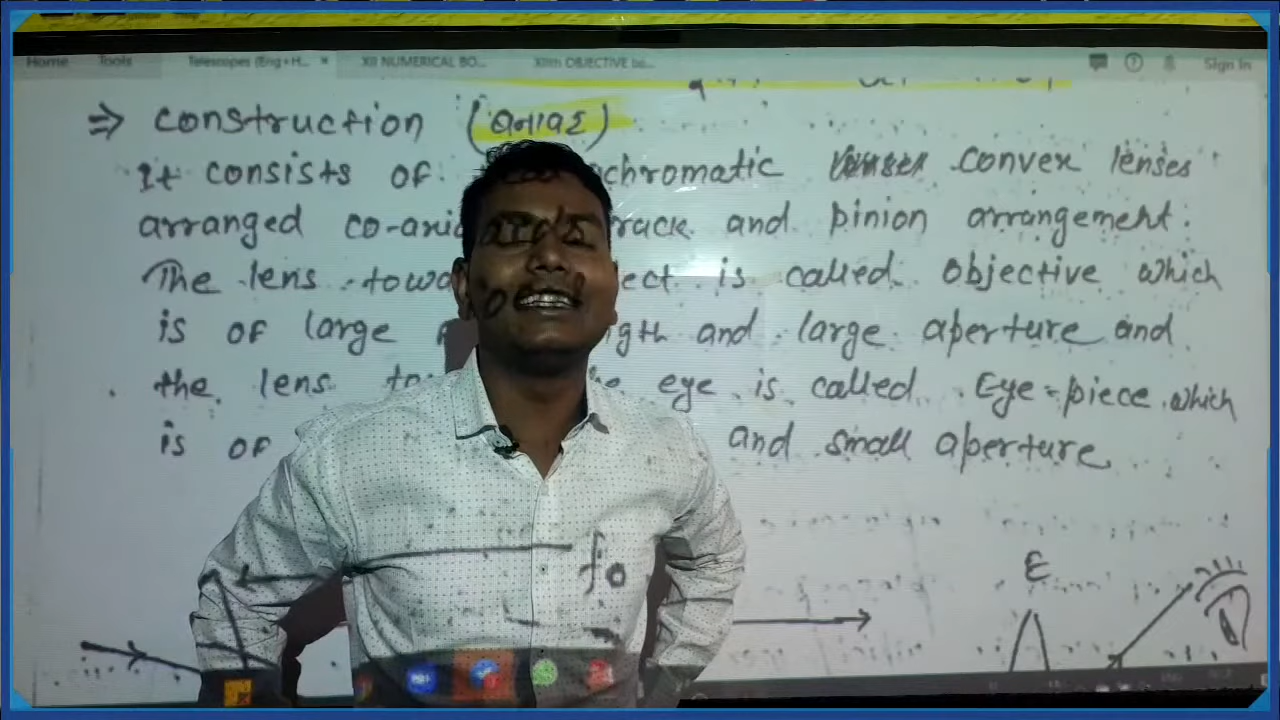 Home Tools Telescopes (Eng+H... × XII NUMERICAL BO... XIIth OBJECTIVE bo... Sign In
⇒ construction (बनावट)
It consists of chromatic convex lenses
arranged co-axi rack and pinion arrangement.
The lens towa ect is called objective which
is of large gth and large aperture and
the lens to eye is called Eye-piece which
is of and small aperture
fo
E